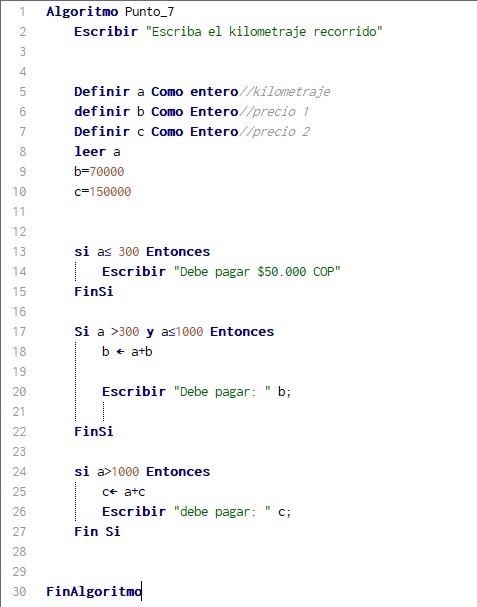 1 Algoritmo Punto_7
2 Escribir "Escriba el kilometraje recorrido"
3
4
5 Definir a Como entero//kilometraje
6 definir b Como Entero//precio 1
7 Definir c Como Entero//precio 2
8 leer a
9 b=70000
10 c=150000
11
12
13 si a≤ 300 Entonces
14 Escribir "Debe pagar $50.000 COP"
15 FinSi
16
17 Si a >300 y a≤1000 Entonces
18 b ← a+b
19
20 Escribir "Debe pagar: " b;
21
22 FinSi
23
24 si a>1000 Entonces
25 c← a+c
26 Escribir "debe pagar: " c;
27 Fin Si
28
29
30 FinAlgoritmo